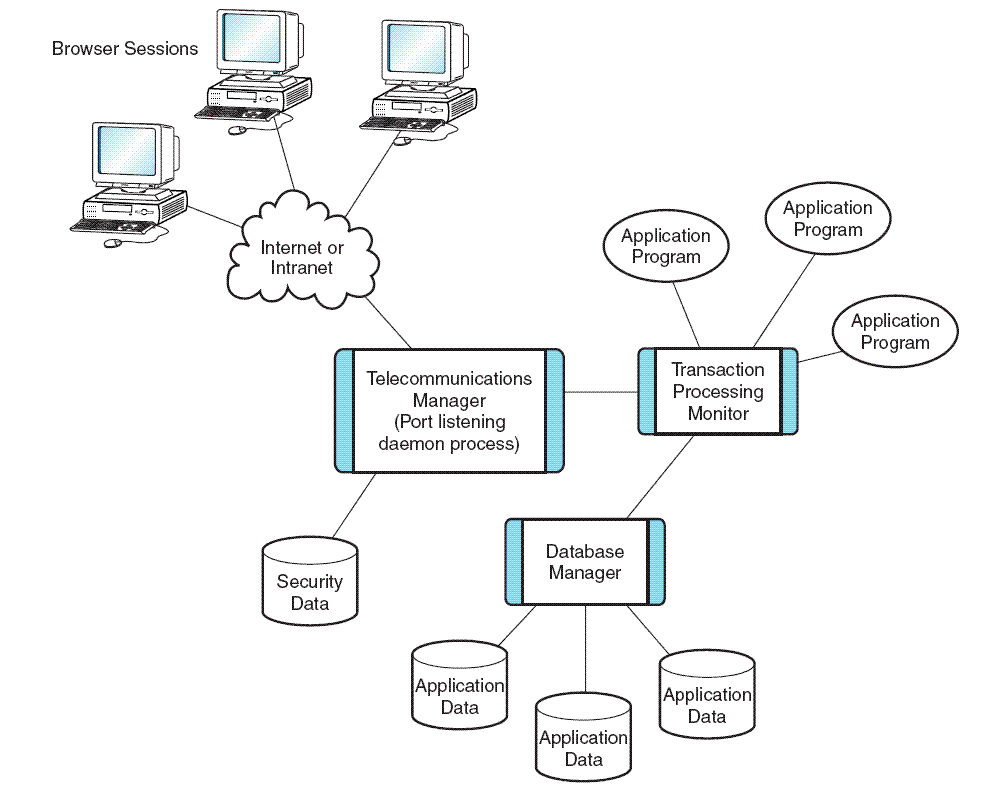 Browser Sessions
Internet or
Intranet
Application
Program
Application
Program
Application
Program
Telecommunications
Manager
(Port listening
daemon process)
Transaction
Processing
Monitor
Security
Data
Database
Manager
Application
Data
Application
Data
Application
Data